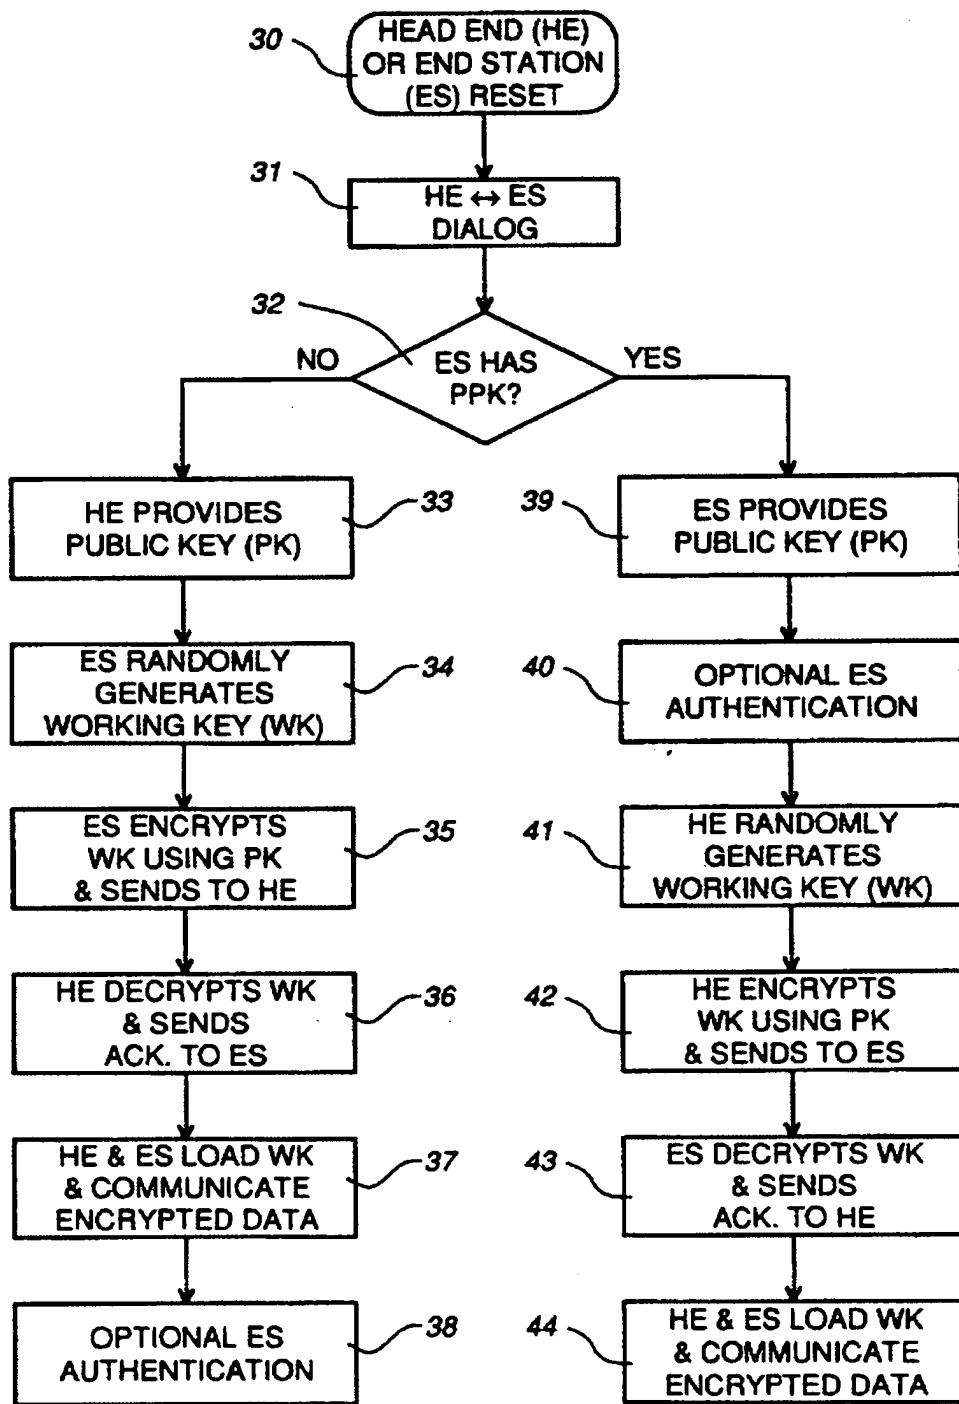 30
HEAD END (HE)
OR END STATION
(ES) RESET
31
HE ↔ ES
DIALOG
32
ES HAS
PPK?
NO
YES
HE PROVIDES
PUBLIC KEY (PK)
33
ES RANDOMLY
GENERATES
WORKING KEY (WK)
34
ES ENCRYPTS
WK USING PK
& SENDS TO HE
35
HE DECRYPTS WK
& SENDS
ACK. TO ES
36
HE & ES LOAD WK
& COMMUNICATE
ENCRYPTED DATA
37
OPTIONAL ES
AUTHENTICATION
38
39
ES PROVIDES
PUBLIC KEY (PK)
40
OPTIONAL ES
AUTHENTICATION
41
HE RANDOMLY
GENERATES
WORKING KEY (WK)
42
HE ENCRYPTS
WK USING PK
& SENDS TO ES
43
ES DECRYPTS WK
& SENDS
ACK. TO HE
44
HE & ES LOAD WK
& COMMUNICATE
ENCRYPTED DATA